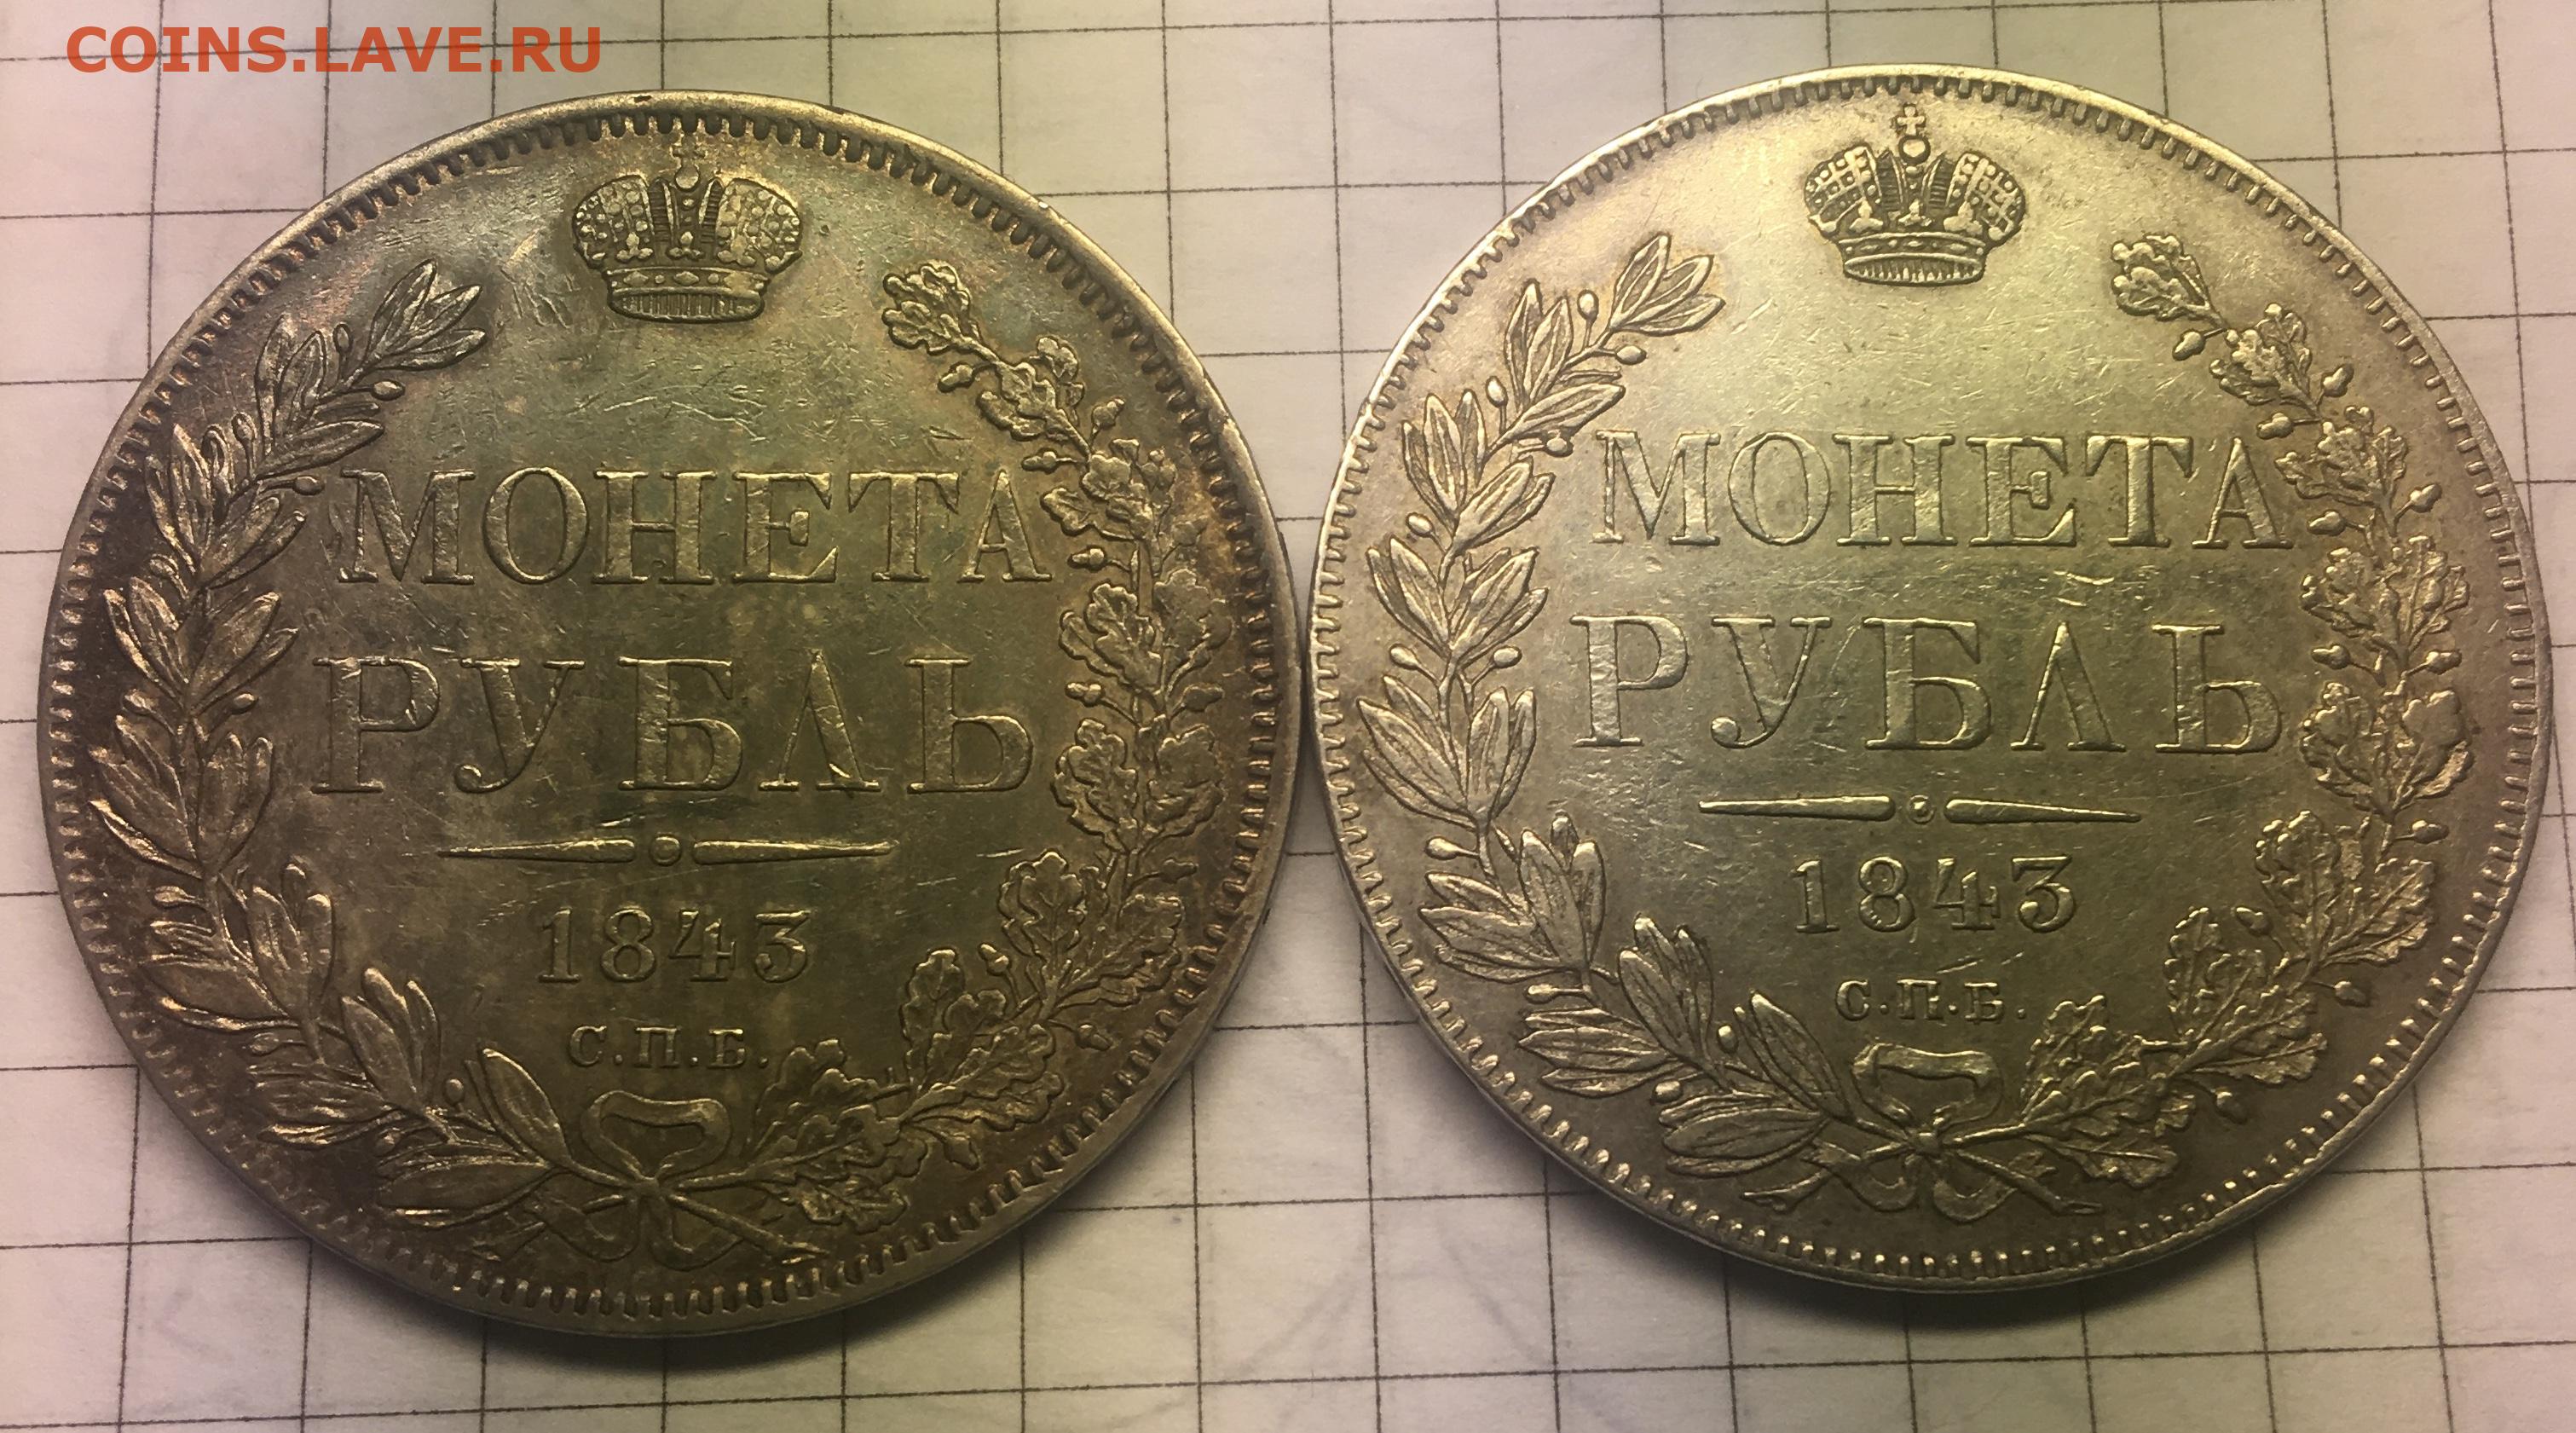 COINS.LAVE.RU
МОНЕТА
РУБЛЬ
1843
С.П.Б.
МОНЕТА
РУБЛЬ
1843
С.П.Б.